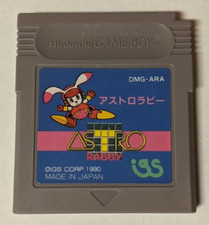 Nintendo GAME BOY
DMG-ARA
アストロラビー
ASTRO
RABBY
igs
©IGS CORP. 1990
MADE IN JAPAN